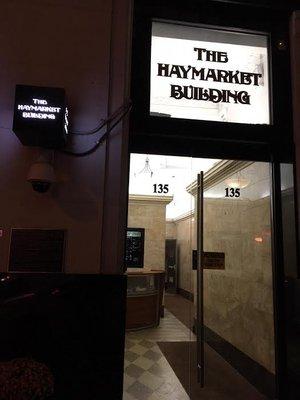 THE
HAYMARKET
BUILDING
THE
HAYMARKET
BUILDING
135
135